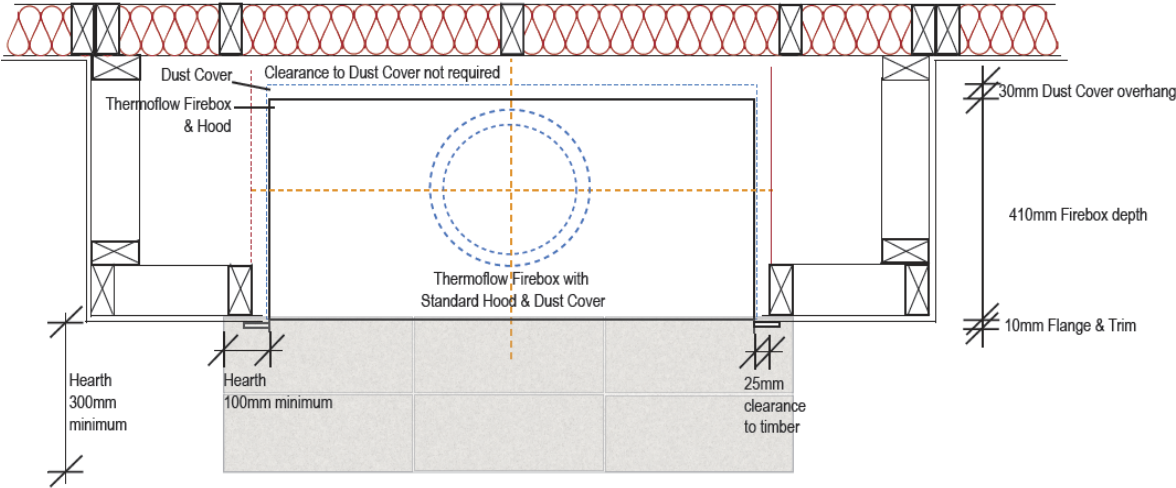 Dust Cover
Clearance to Dust Cover not required
Thermoflow Firebox
& Hood
30mm Dust Cover overhang
410mm Firebox depth
Thermoflow Firebox with
Standard Hood & Dust Cover
10mm Flange & Trim
Hearth
300mm
minimum
Hearth
100mm minimum
25mm
clearance
to timber